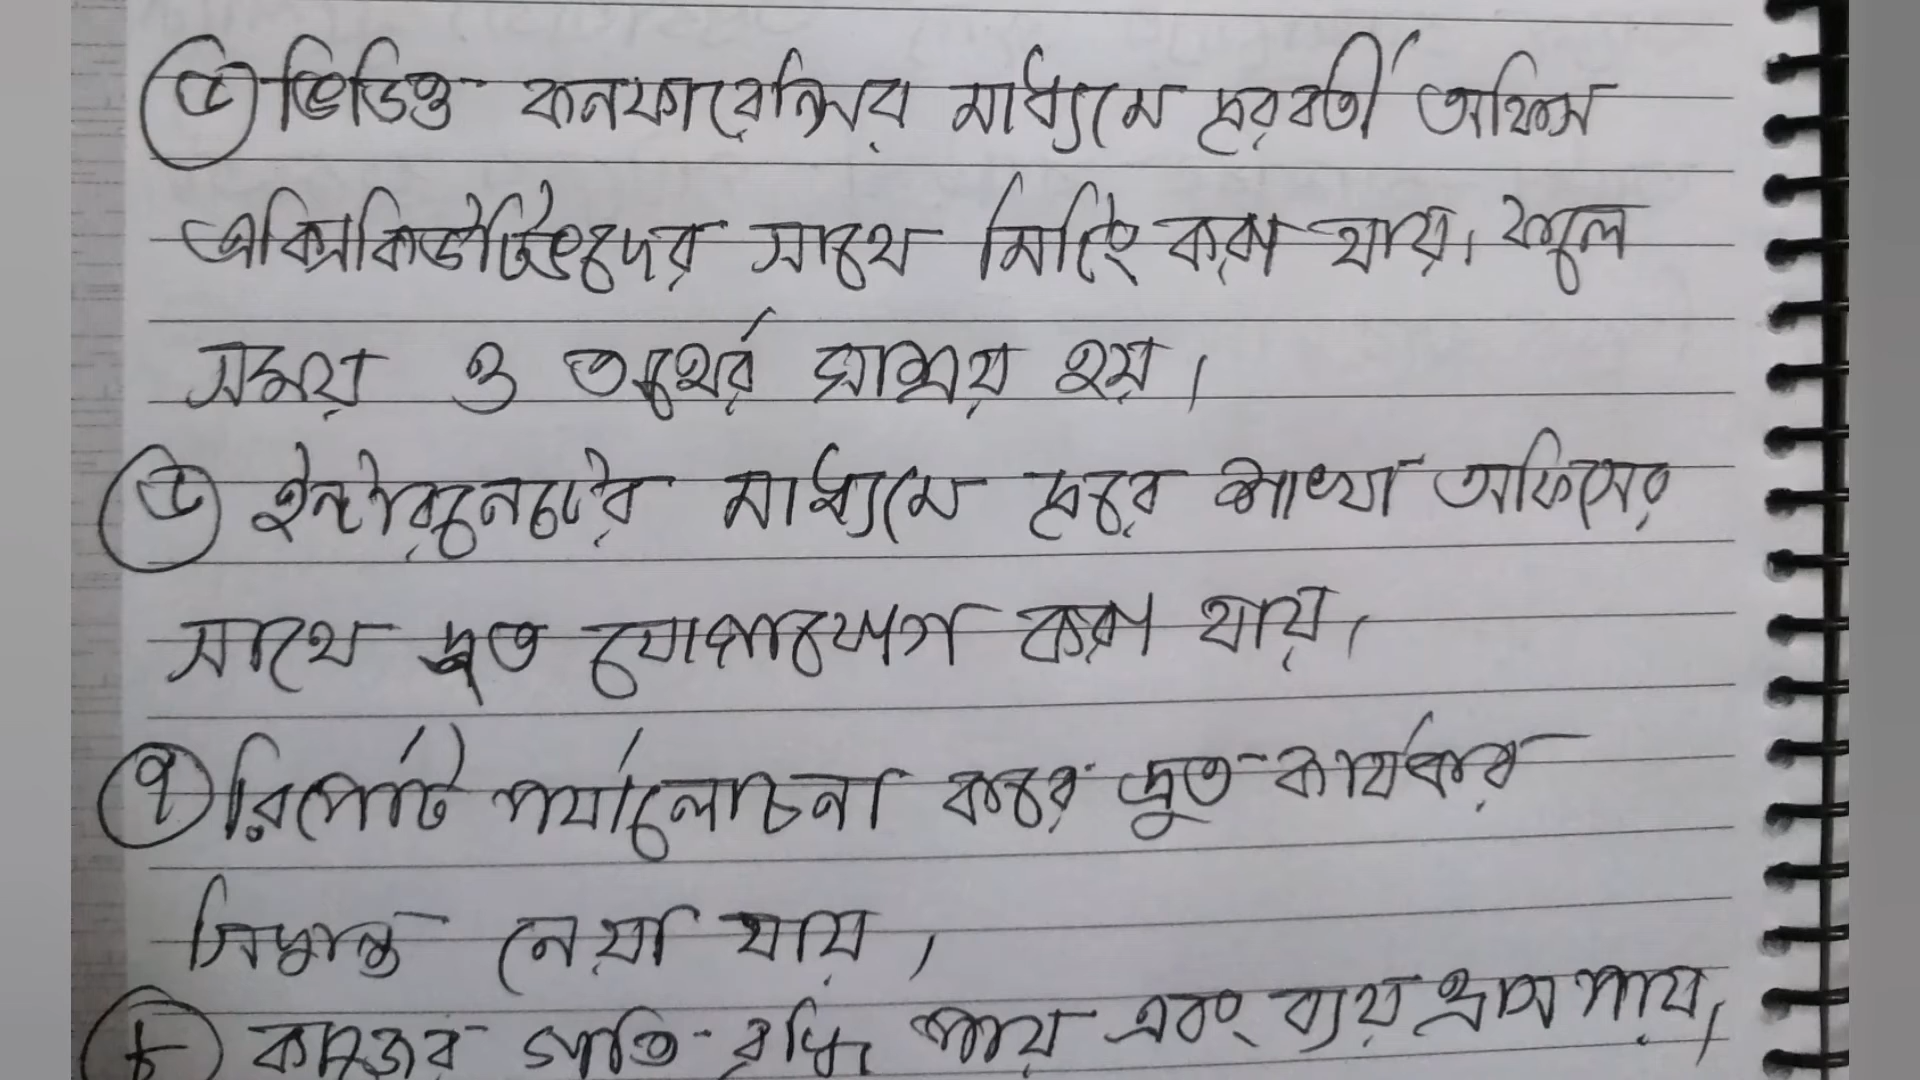 ৫ ভিডিও কনফারেন্সির মাধ্যমে দূরবর্তী অফিস
এক্সিকিউটিভদের সাথে মিটিং করা যায়। ফলে
সময় ও অর্থের সাশ্রয় হয়।
৬ ইন্টারনেটের মাধ্যমে দূরের শাখা অফিসের
সাথে দ্রুত যোগাযোগ করা যায়।
৭ রিপোর্ট পর্যালোচনা করে দ্রুত কার্যকর
সিদ্ধান্ত নেয়া যায়।
৮ কাজের গতি বৃদ্ধি পায় এবং ব্যয় হ্রাস পায়।